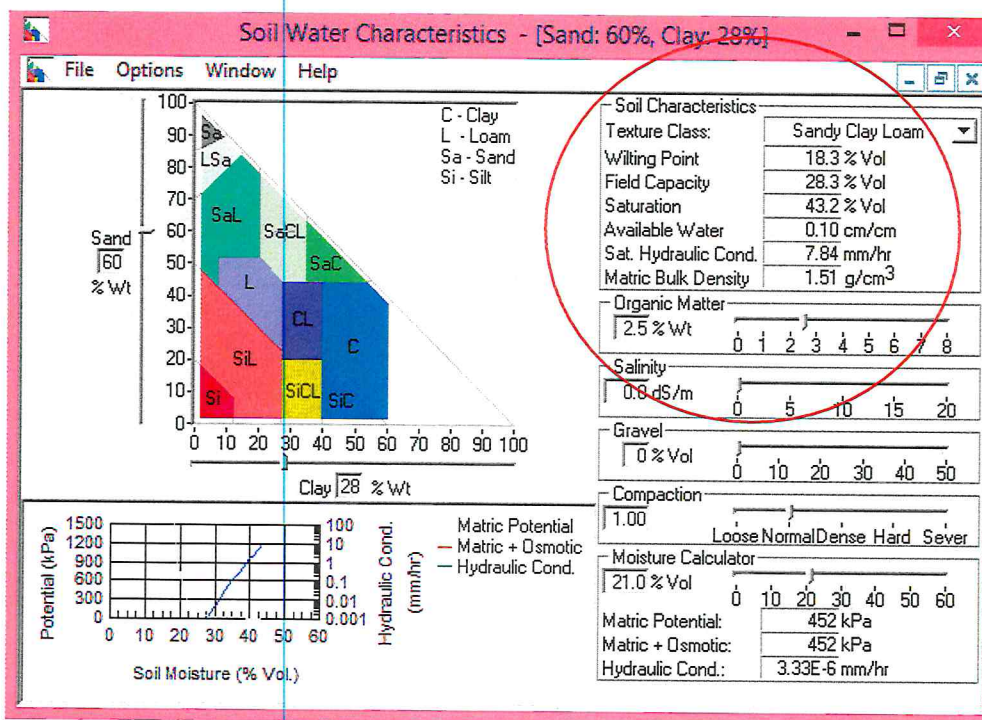 Soil Water Characteristics - [Sand: 60%, Clay: 28%]
File Options Window Help
C - Clay
L - Loam
Sa - Sand
Si - Silt
Sand
60
% Wt
100
90
80
70
60
50
40
30
20
10
0
Sa
LSa
SaL
SaCL
SaC
L
CL
C
SiL
Si
SiCL
SiC
0 10 20 30 40 50 60 70 80 90 100
Clay 28 % Wt
Soil Characteristics
Texture Class: Sandy Clay Loam
Wilting Point 18.3 % Vol
Field Capacity 28.3 % Vol
Saturation 43.2 % Vol
Available Water 0.10 cm/cm
Sat. Hydraulic Cond. 7.84 mm/hr
Matric Bulk Density 1.51 g/cm3
Organic Matter
2.5 % Wt
0 1 2 3 4 5 6 7 8
Salinity
0.0 dS/m
0 5 10 15 20
Gravel
0 % Vol
0 10 20 30 40 50
Compaction
1.00
Loose Normal Dense Hard Sever
Moisture Calculator
21.0 % Vol
0 10 20 30 40 50 60
Matric Potential: 452 kPa
Matric + Osmotic: 452 kPa
Hydraulic Cond.: 3.33E-6 mm/hr
Potential (kPa)
1500
1200
900
600
300
0
0 10 20 30 40 50 60
Soil Moisture (% Vol.)
100
10
1
0.1
0.01
0.001
Hydraulic Cond.
(mm/hr)
Matric Potential
Matric + Osmotic
Hydraulic Cond.